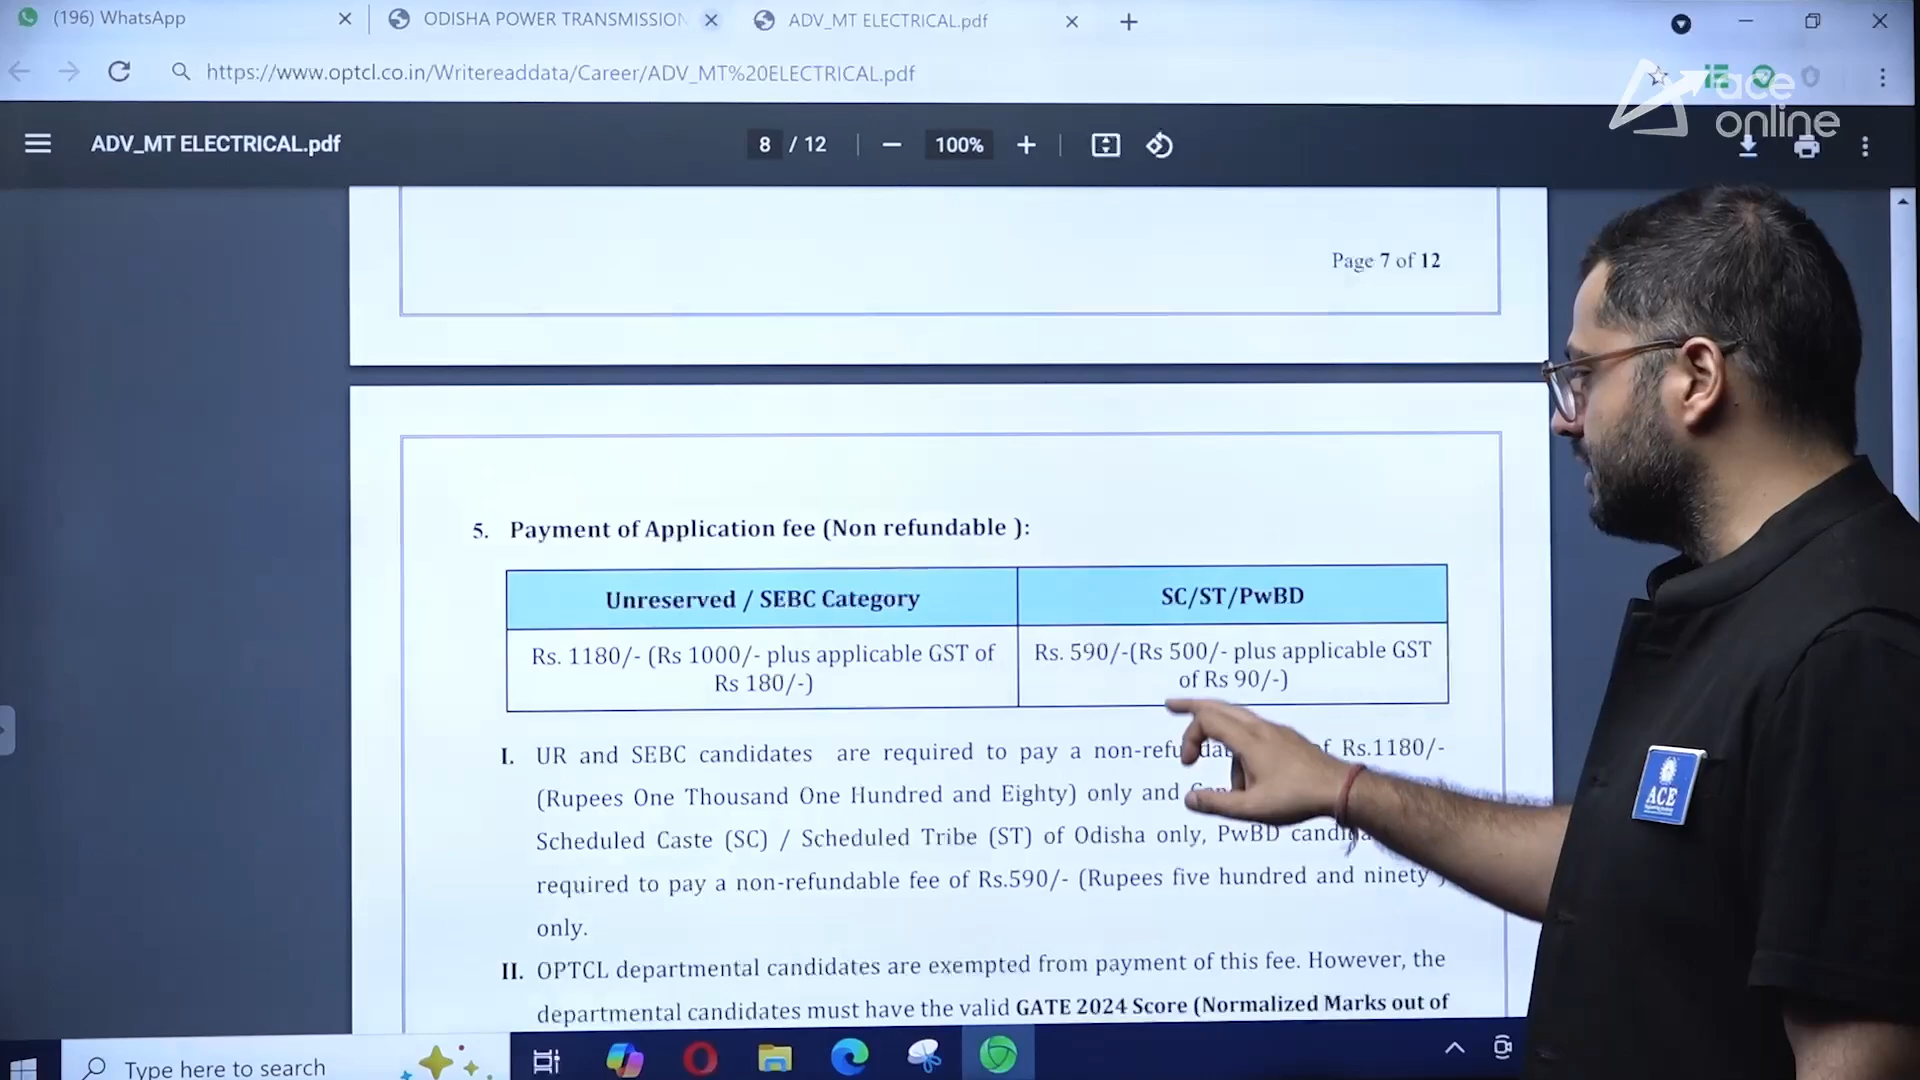 (196) WhatsApp
ODISHA POWER TRANSMISSION
ADV_MT ELECTRICAL.pdf
https://www.optcl.co.in/Writereaddata/Career/ADV_MT%20ELECTRICAL.pdf
ace
online
ADV_MT ELECTRICAL.pdf
8 / 12
100%
Page 7 of 12
5. Payment of Application fee (Non refundable ):
Unreserved / SEBC Category
SC/ST/PwBD
Rs. 1180/- (Rs 1000/- plus applicable GST of
Rs 180/-)
Rs. 590/-(Rs 500/- plus applicable GST
of Rs 90/-)
I. UR and SEBC candidates are required to pay a Rs.1180/-
(Rupees One Thousand One Hundred and Eighty) only and
Scheduled Caste (SC) / Scheduled Tribe (ST) of Odisha only, PwBD
required to pay a non-refundable fee of Rs.590/- (Rupees five hundred and ninety )
only.
II. OPTCL departmental candidates are exempted from payment of this fee. However, the
departmental candidates must have the valid GATE 2024 Score (Normalized Marks out of
Type here to search
ACE